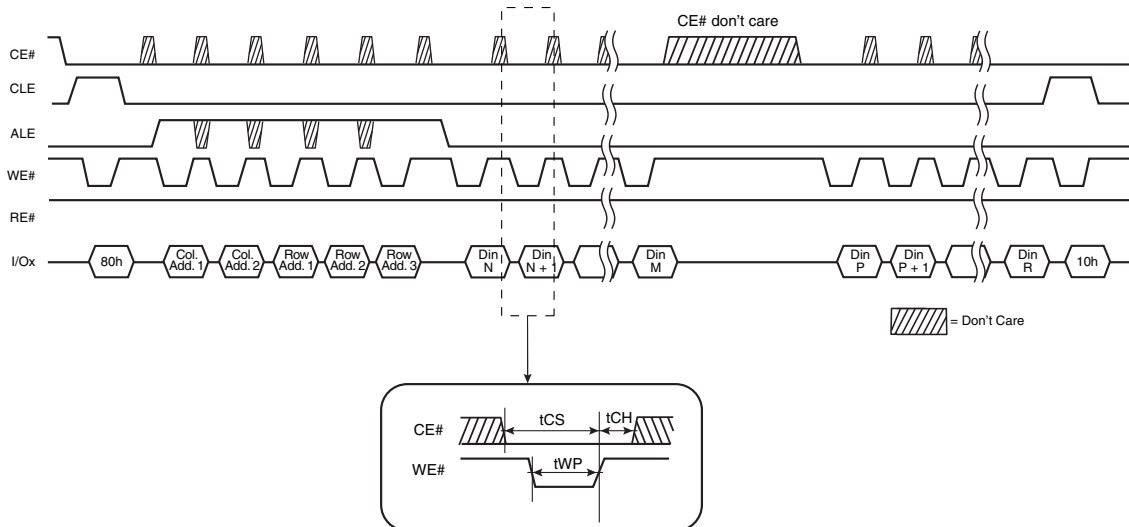 CE# don't care
CE#
CLE
ALE
WE#
RE#
I/Ox
80h
Col.
Add. 1
Col.
Add. 2
Row
Add. 1
Row
Add. 2
Row
Add. 3
Din
N
Din
N + 1
Din
M
Din
P
Din
P + 1
Din
R
10h
= Don't Care
CE#
tCS
tCH
WE#
tWP